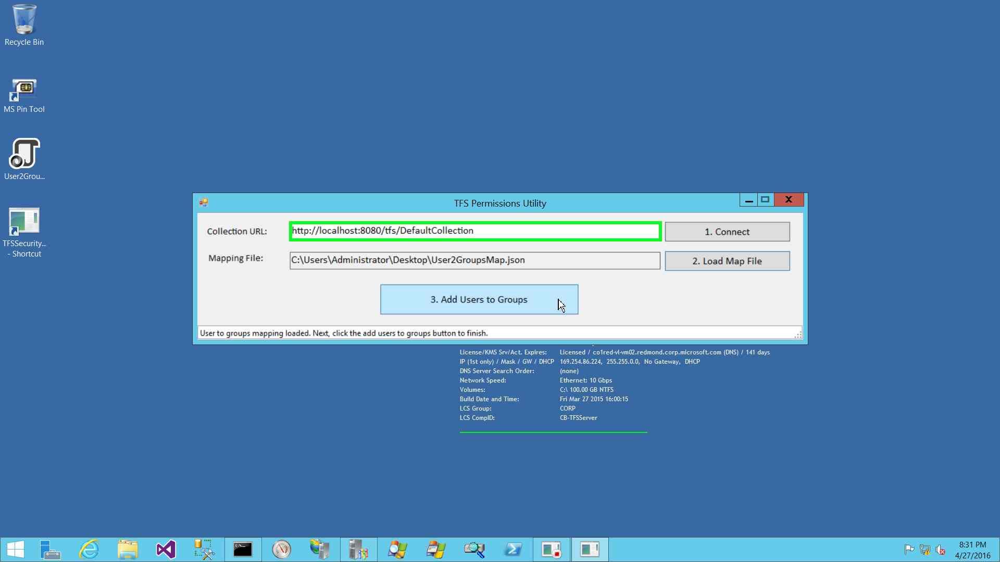 Recycle Bin
MS Pin Tool
User2Grou...
TFSSecurity...
- Shortcut
TFS Permissions Utility
Collection URL:
http://localhost:8080/tfs/DefaultCollection
1. Connect
Mapping File:
C:\Users\Administrator\Desktop\User2GroupsMap.json
2. Load Map File
3. Add Users to Groups
User to groups mapping loaded. Next, click the add users to groups button to finish.
License/KMS Srv/Act. Expires: Licensed / co1red-vl-vm02.redmond.corp.microsoft.com (DNS) / 141 days
IP (1st only) / Mask / GW / DHCP 169.254.86.224, 255.255.0.0, No Gateway, DHCP
DNS Server Search Order: (none)
Network Speed: Ethernet: 10 Gbps
Volumes: C:\ 100.00 GB NTFS
Build Date and Time: Fri Mar 27 2015 16:00:15
LCS Group: CORP
LCS CompID: CB-TFSServer
8:31 PM
4/27/2016